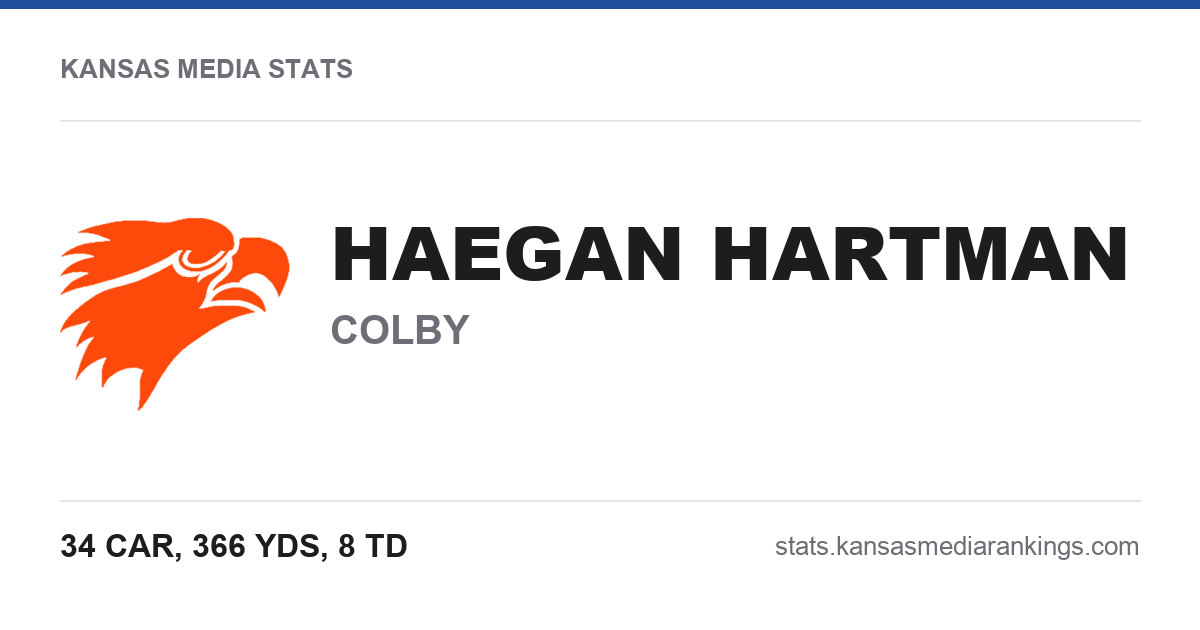 KANSAS MEDIA STATS
HAEGAN HARTMAN
COLBY
34 CAR, 366 YDS, 8 TD
stats.kansasmediarankings.com